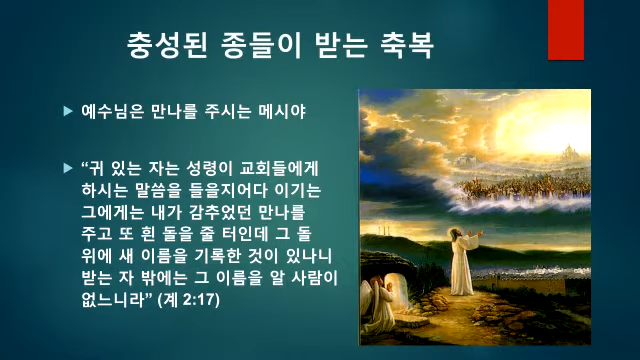 충성된 종들이 받는 축복
예수님은 만나를 주시는 메시야
“귀 있는 자는 성령이 교회들에게
하시는 말씀을 들을지어다 이기는
그에게는 내가 감추었던 만나를
주고 또 흰 돌을 줄 터인데 그 돌
위에 새 이름을 기록한 것이 있나니
받는 자 밖에는 그 이름을 알 사람이
없느니라” (계 2:17)